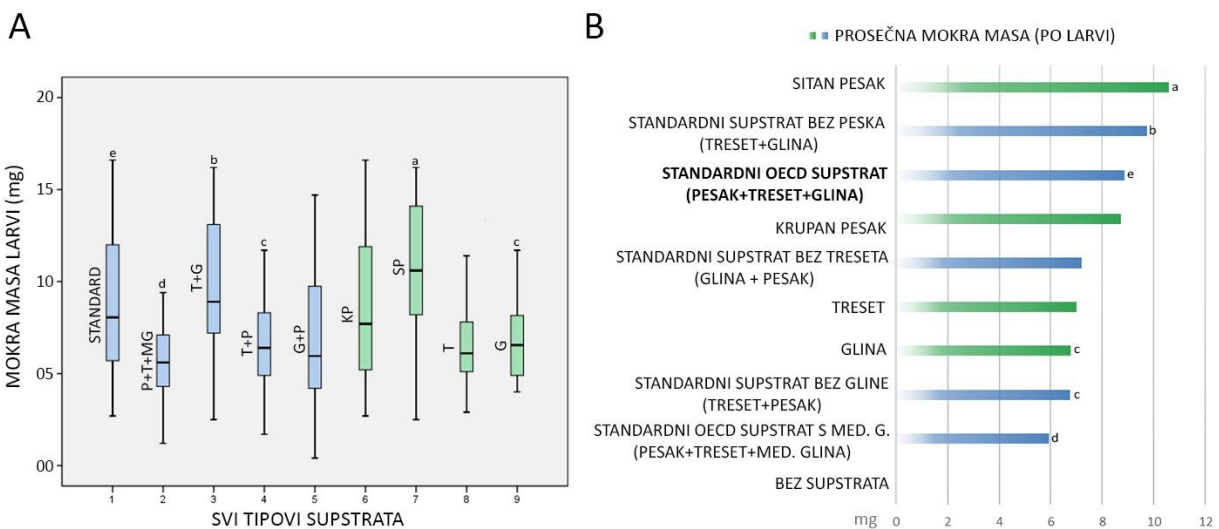 A
MOKRA MASA LARVI (mg)
20
15
10
05
00
e
STANDARD
d
P+T+MG
b
T+G
c
T+P
G+P
KP
a
SP
T
c
G
1 2 3 4 5 6 7 8 9
SVI TIPOVI SUPSTRATA
B
PROSEČNA MOKRA MASA (PO LARVI)
SITAN PESAK
a
STANDARDNI SUPSTRAT BEZ PESKA
(TRESET+GLINA)
b
STANDARDNI OECD SUPSTRAT
(PESAK+TRESET+GLINA)
e
KRUPAN PESAK
STANDARDNI SUPSTRAT BEZ TRESETA
(GLINA + PESAK)
TRESET
GLINA
c
STANDARDNI SUPSTRAT BEZ GLINE
(TRESET+PESAK)
c
STANDARDNI OECD SUPSTRAT S MED. G.
(PESAK+TRESET+MED. GLINA)
d
BEZ SUPSTRATA
mg 0 2 4 6 8 10 12